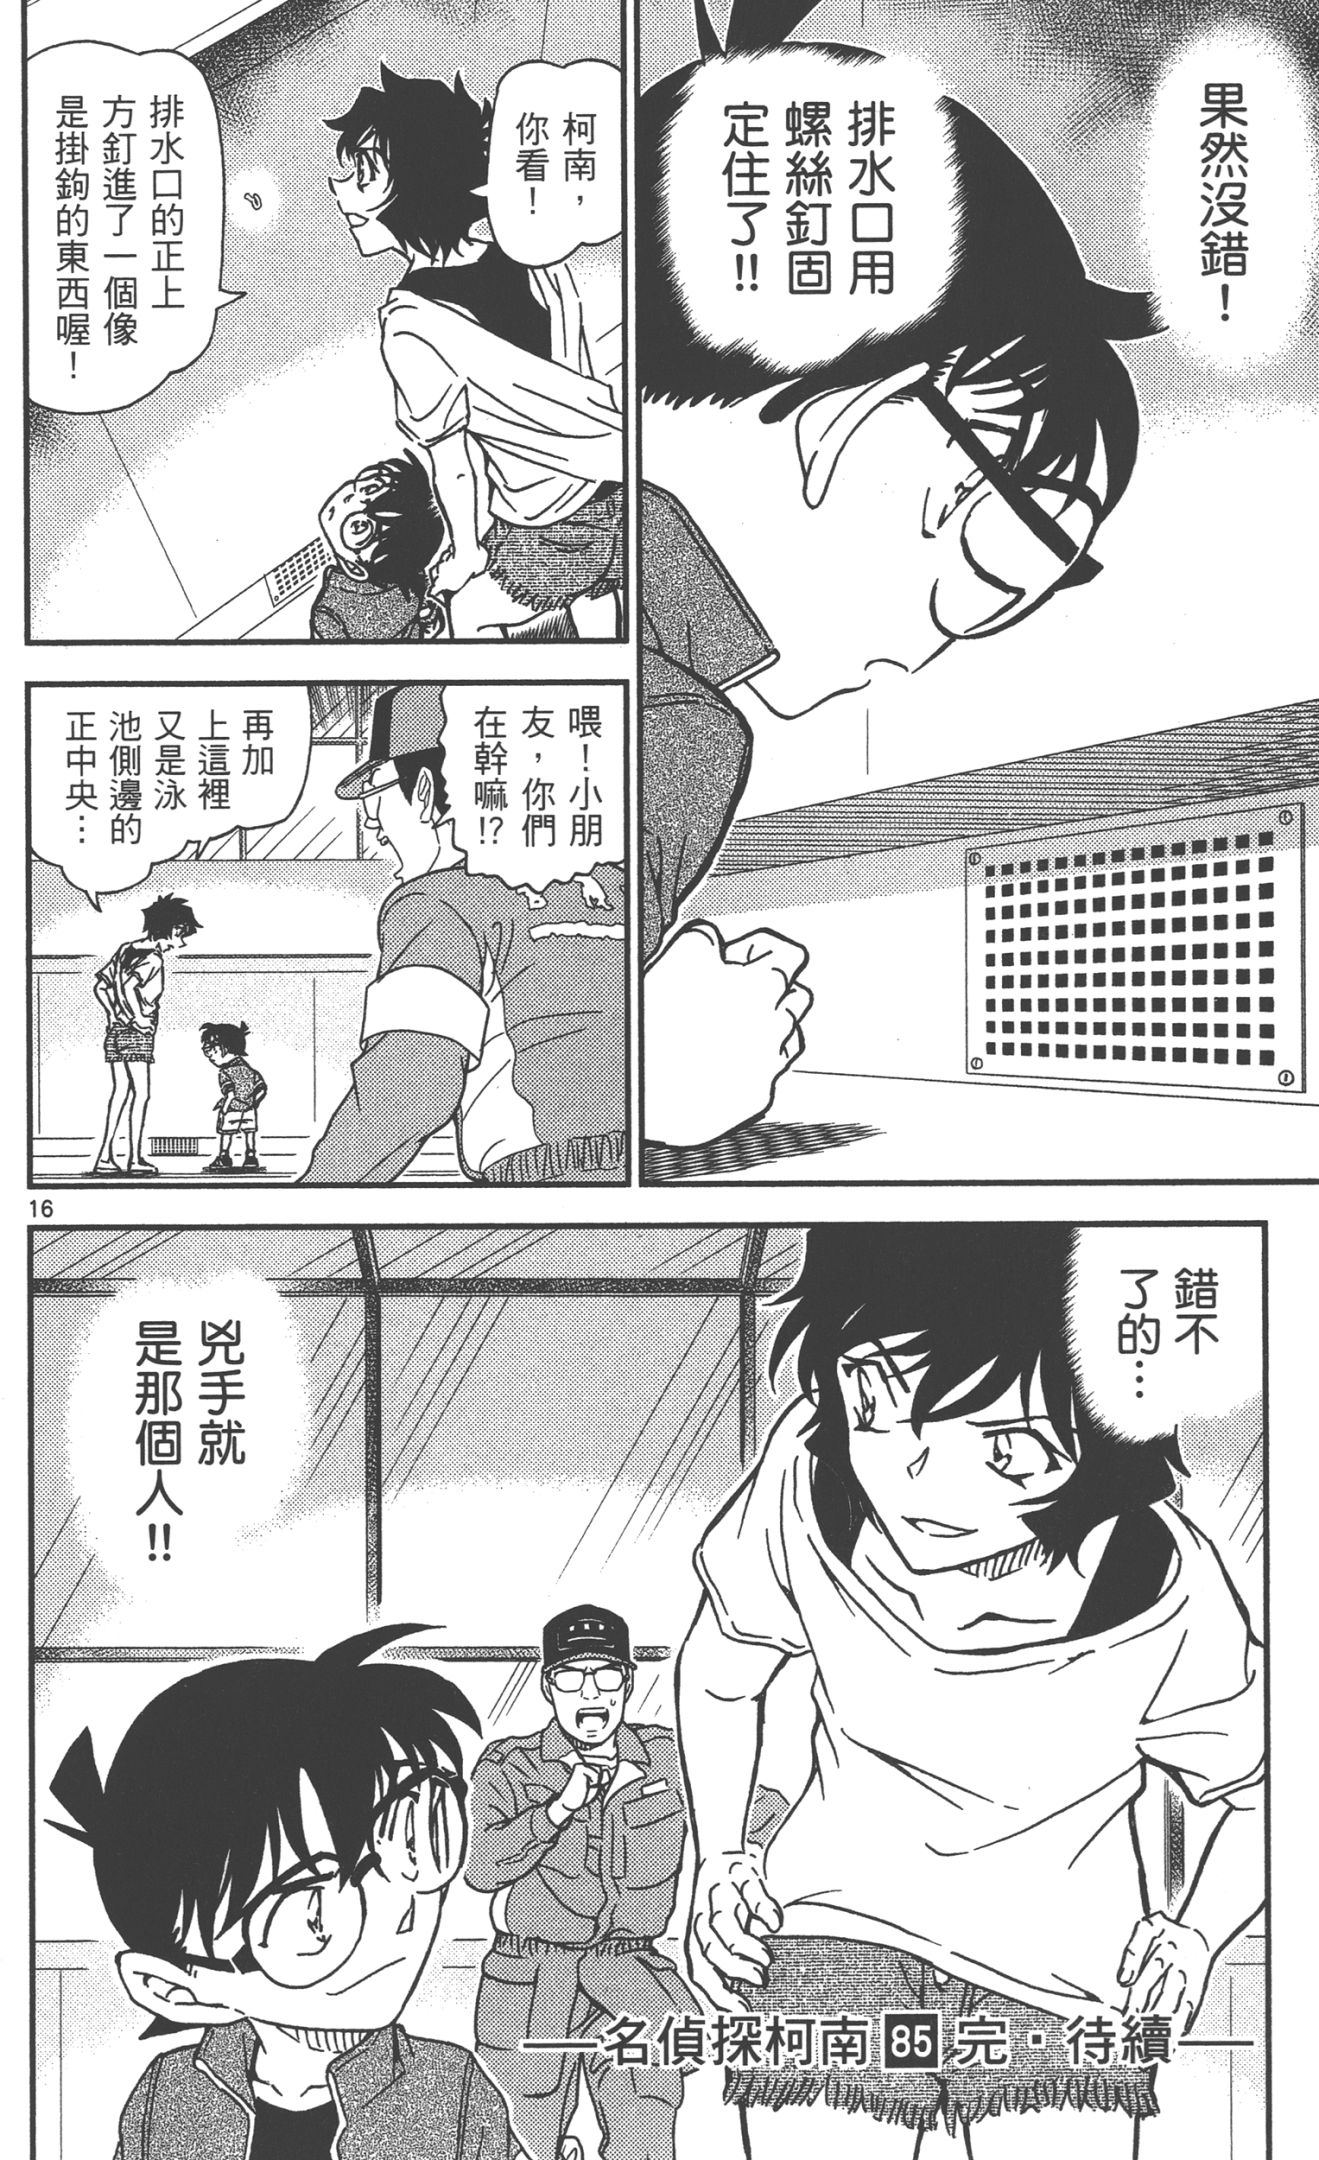 果然沒錯！
排水口用
螺絲釘固
定住了!!
柯南，
你看！
排水口的正上
方釘進了一個像
是掛鉤的東西喔！
喂！小朋
友，你們
在幹嘛!?
再加
上這裡
又是泳
池側邊的
正中央…
16
錯不
了的…
兇手就
是那個人!!
名偵探柯南85完·待續